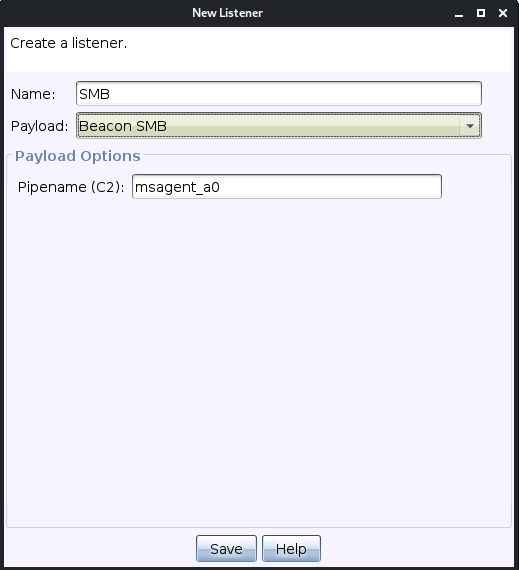 New Listener
Create a listener.
Name: SMB
Payload: Beacon SMB
Payload Options
Pipename (C2): msagent_a0
Save Help